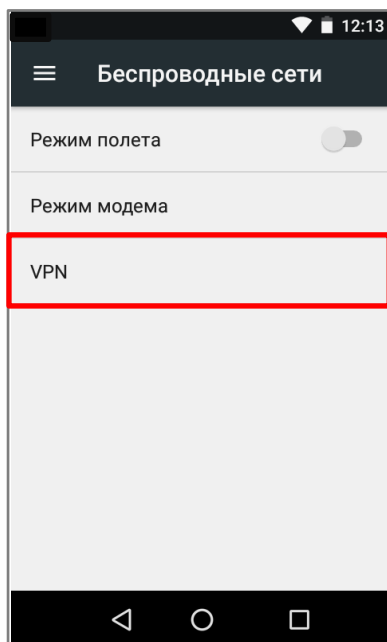 12:13
Беспроводные сети
Режим полета
Режим модема
VPN